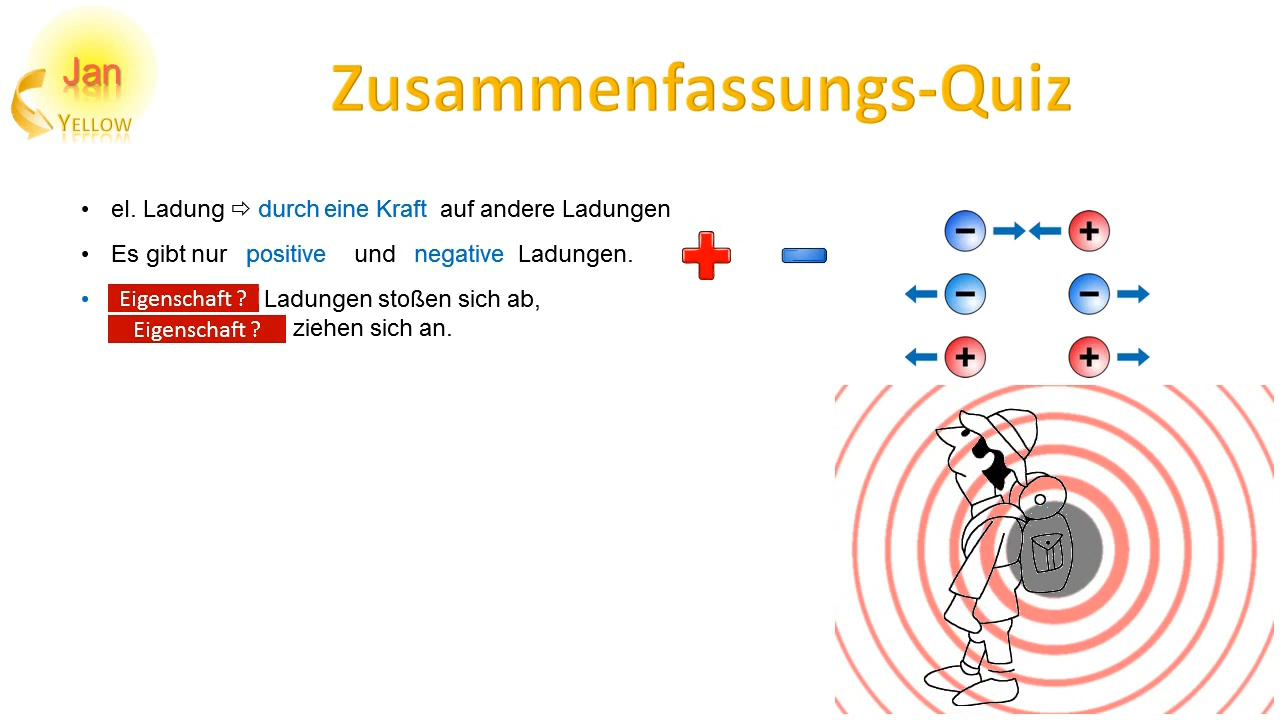 Jan
YELLOW
Zusammenfassungs-Quiz
• el. Ladung ⇨ durch eine Kraft auf andere Ladungen
• Es gibt nur positive und negative Ladungen.
• Eigenschaft ? Ladungen stoßen sich ab,
Eigenschaft ? ziehen sich an.
− +
− −
+ +